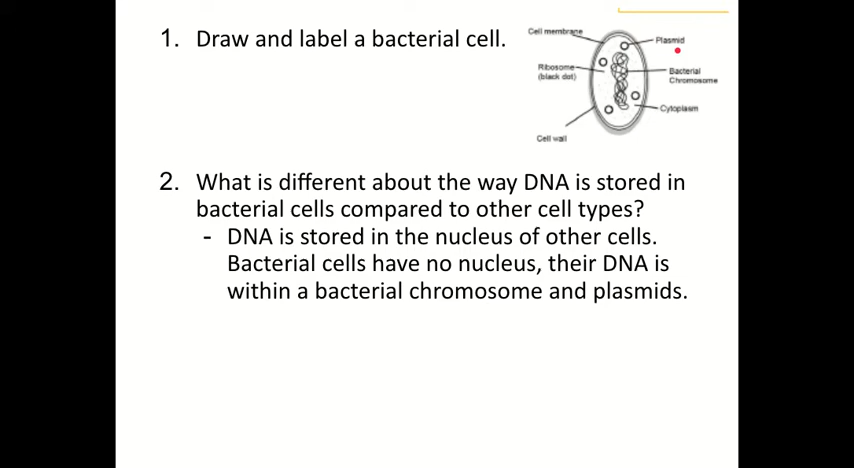 1. Draw and label a bacterial cell.
Cell membrane
Plasmid
Ribosome
(black dot)
Bacterial
Chromosome
Cytoplasm
Cell wall
2. What is different about the way DNA is stored in
bacterial cells compared to other cell types?
- DNA is stored in the nucleus of other cells.
Bacterial cells have no nucleus, their DNA is
within a bacterial chromosome and plasmids.